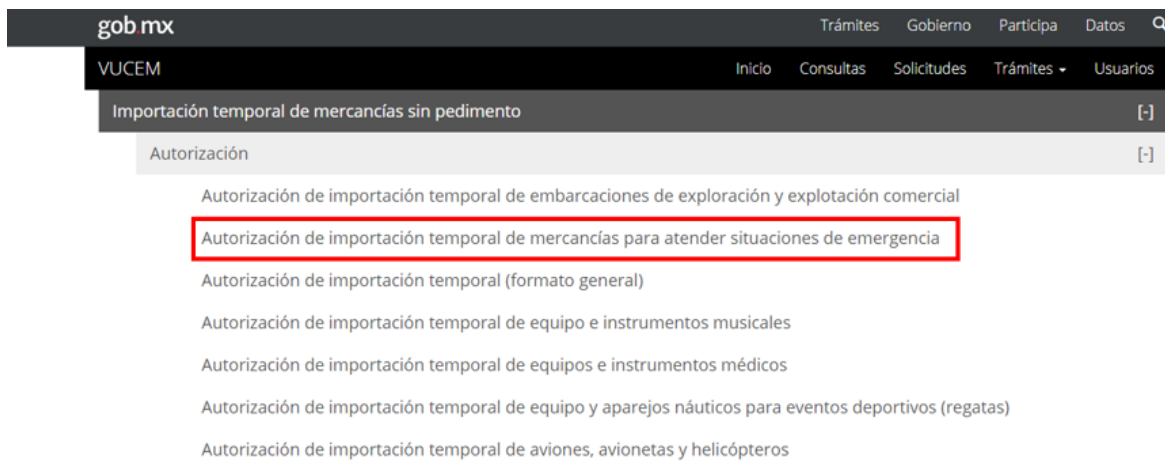 gob.mx Trámites Gobierno Participa Datos
VUCEM Inicio Consultas Solicitudes Trámites Usuarios
Importación temporal de mercancías sin pedimento [-]
Autorización [-]
Autorización de importación temporal de embarcaciones de exploración y explotación comercial
Autorización de importación temporal de mercancías para atender situaciones de emergencia
Autorización de importación temporal (formato general)
Autorización de importación temporal de equipo e instrumentos musicales
Autorización de importación temporal de equipos e instrumentos médicos
Autorización de importación temporal de equipo y aparejos náuticos para eventos deportivos (regatas)
Autorización de importación temporal de aviones, avionetas y helicópteros